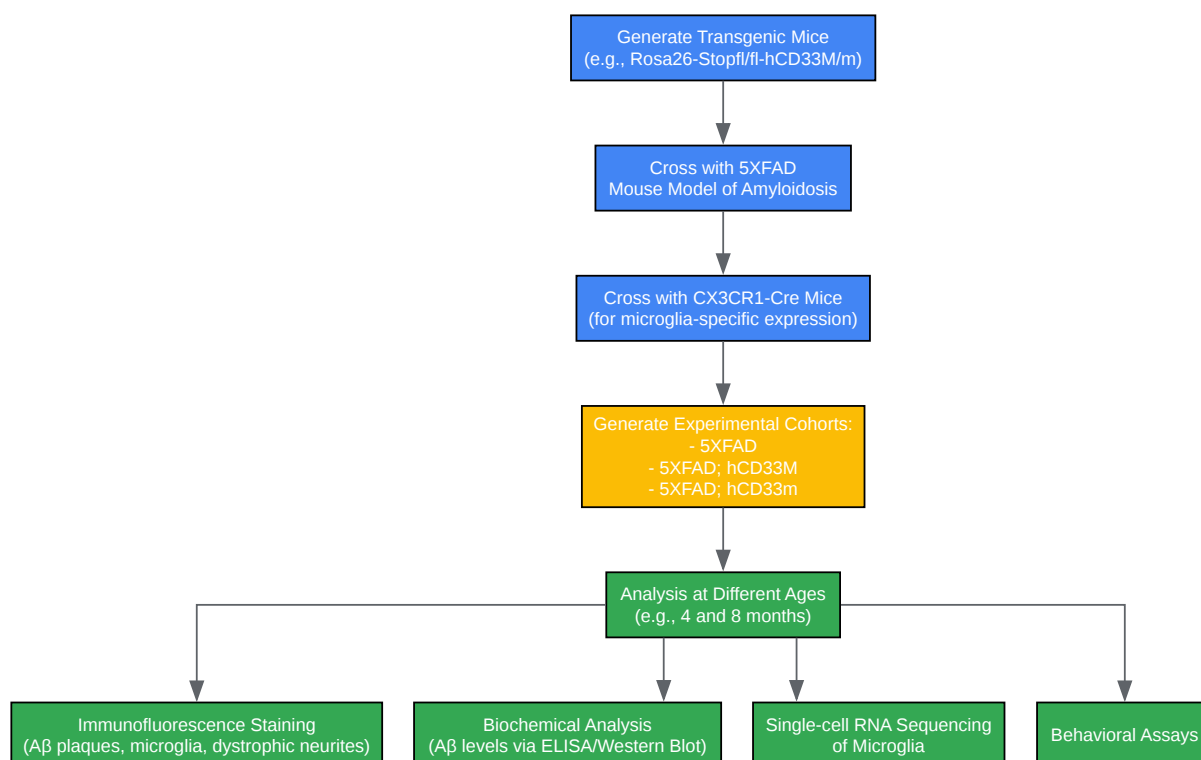 Generate Transgenic Mice
(e.g., Rosa26-Stopfl/fl-hCD33M/m)
Cross with 5XFAD
Mouse Model of Amyloidosis
Cross with CX3CR1-Cre Mice
(for microglia-specific expression)
Generate Experimental Cohorts:
- 5XFAD
- 5XFAD; hCD33M
- 5XFAD; hCD33m
Analysis at Different Ages
(e.g., 4 and 8 months)
Immunofluorescence Staining
(Aβ plaques, microglia, dystrophic neurites)
Biochemical Analysis
(Aβ levels via ELISA/Western Blot)
Single-cell RNA Sequencing
of Microglia
Behavioral Assays